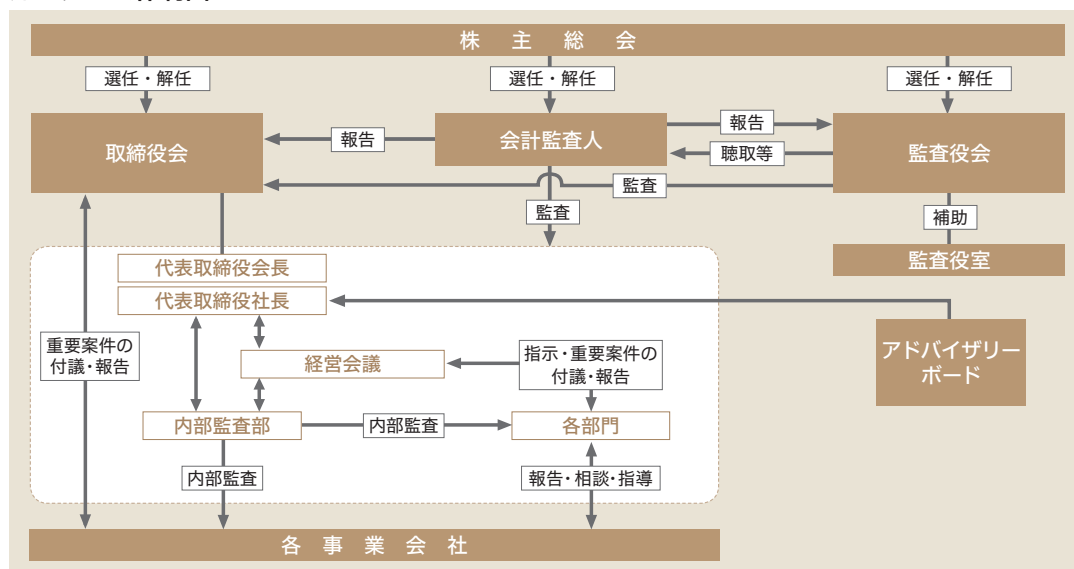 株主総会
選任・解任
選任・解任
選任・解任
取締役会
報告
会計監査人
報告
聴取等
監査役会
監査
監査
補助
監査役室
代表取締役会長
代表取締役社長
重要案件の
付議・報告
経営会議
指示・重要案件の
付議・報告
アドバイザリー
ボード
内部監査部
内部監査
各部門
内部監査
報告・相談・指導
各事業会社